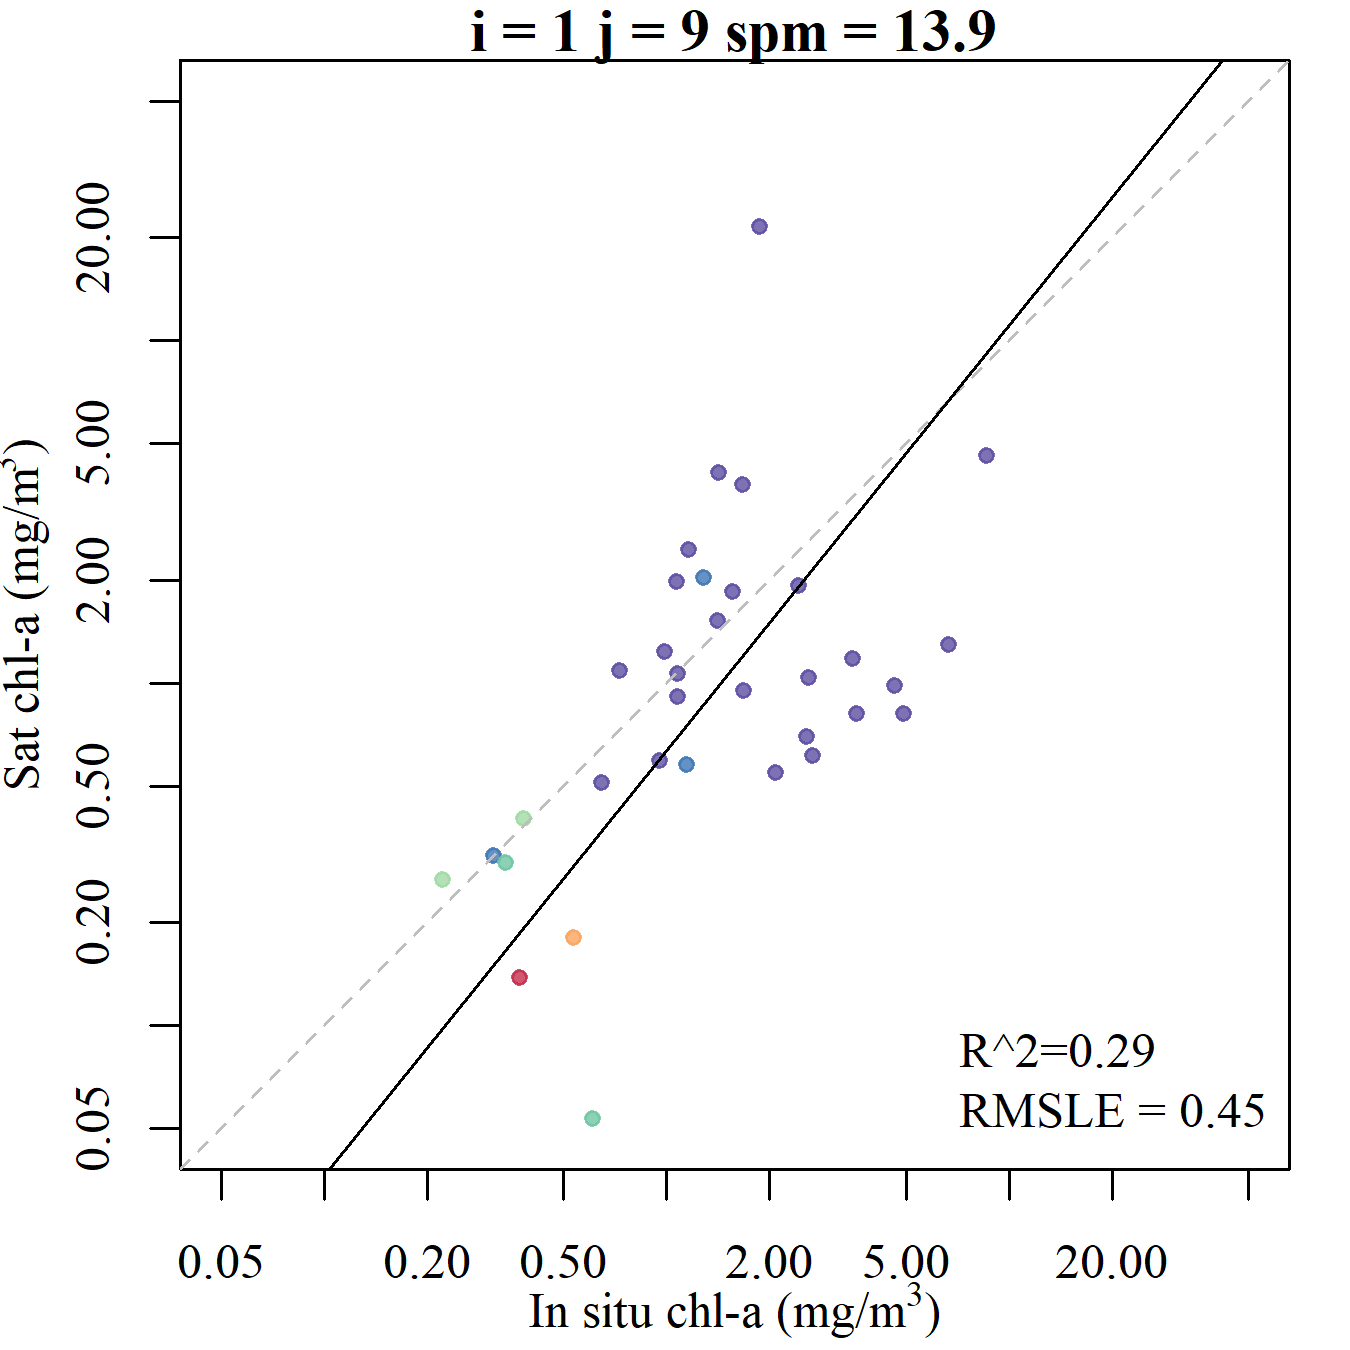 i = 1 j = 9 spm = 13.9
Sat chl-a (mg/m³)
20.00
5.00
2.00
0.50
0.20
0.05
R^2=0.29
RMSLE = 0.45
0.05 0.20 0.50 2.00 5.00 20.00
In situ chl-a (mg/m³)